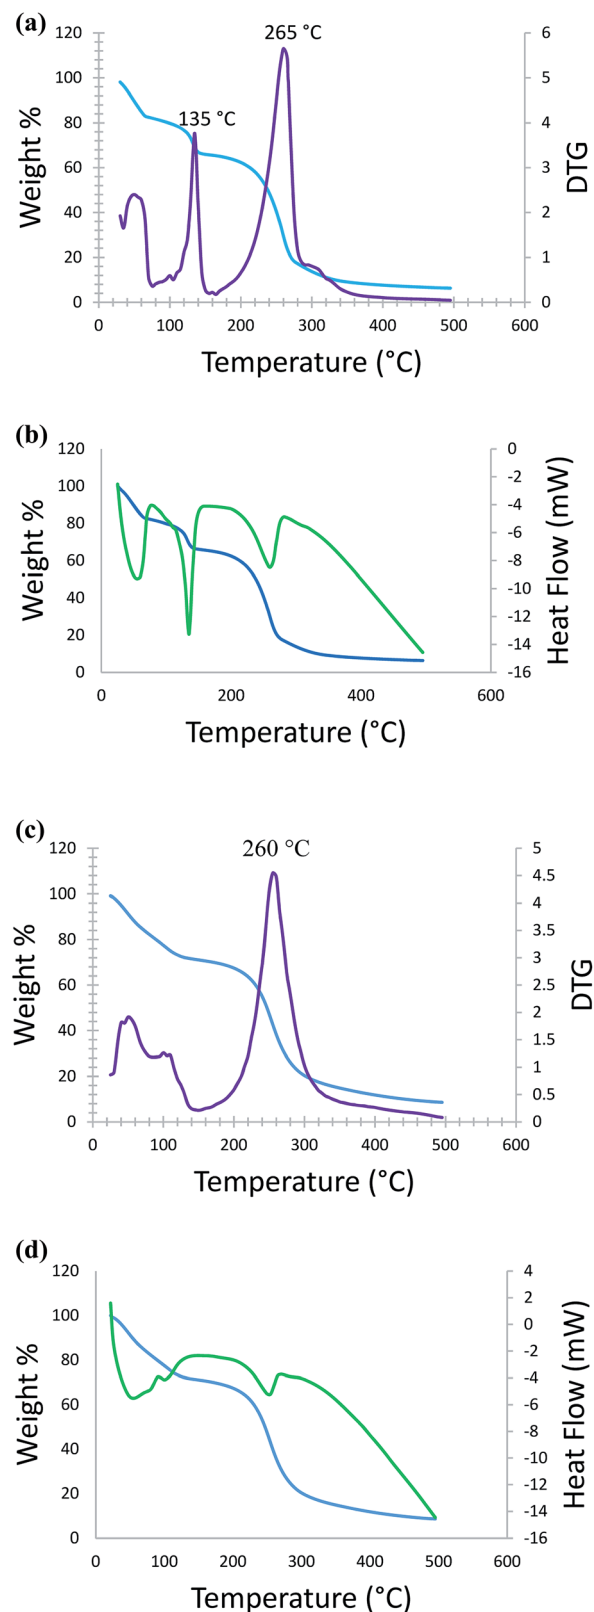 (a)
265 °C
135 °C
120
100
80
60
40
20
0
6
5
4
3
2
1
0
0 100 200 300 400 500 600
Weight %
DTG
Temperature (°C)
(b)
120
100
80
60
40
20
0
0
-2
-4
-6
-8
-10
-12
-14
-16
0 200 400 600
Weight %
Heat Flow (mW)
Temperature (°C)
(c)
260 °C
120
100
80
60
40
20
0
5
4.5
4
3.5
3
2.5
2
1.5
1
0.5
0
0 100 200 300 400 500 600
Weight %
DTG
Temperature (°C)
(d)
120
100
80
60
40
20
0
4
2
0
-2
-4
-6
-8
-10
-12
-14
-16
0 100 200 300 400 500 600
Weight %
Heat Flow (mW)
Temperature (°C)